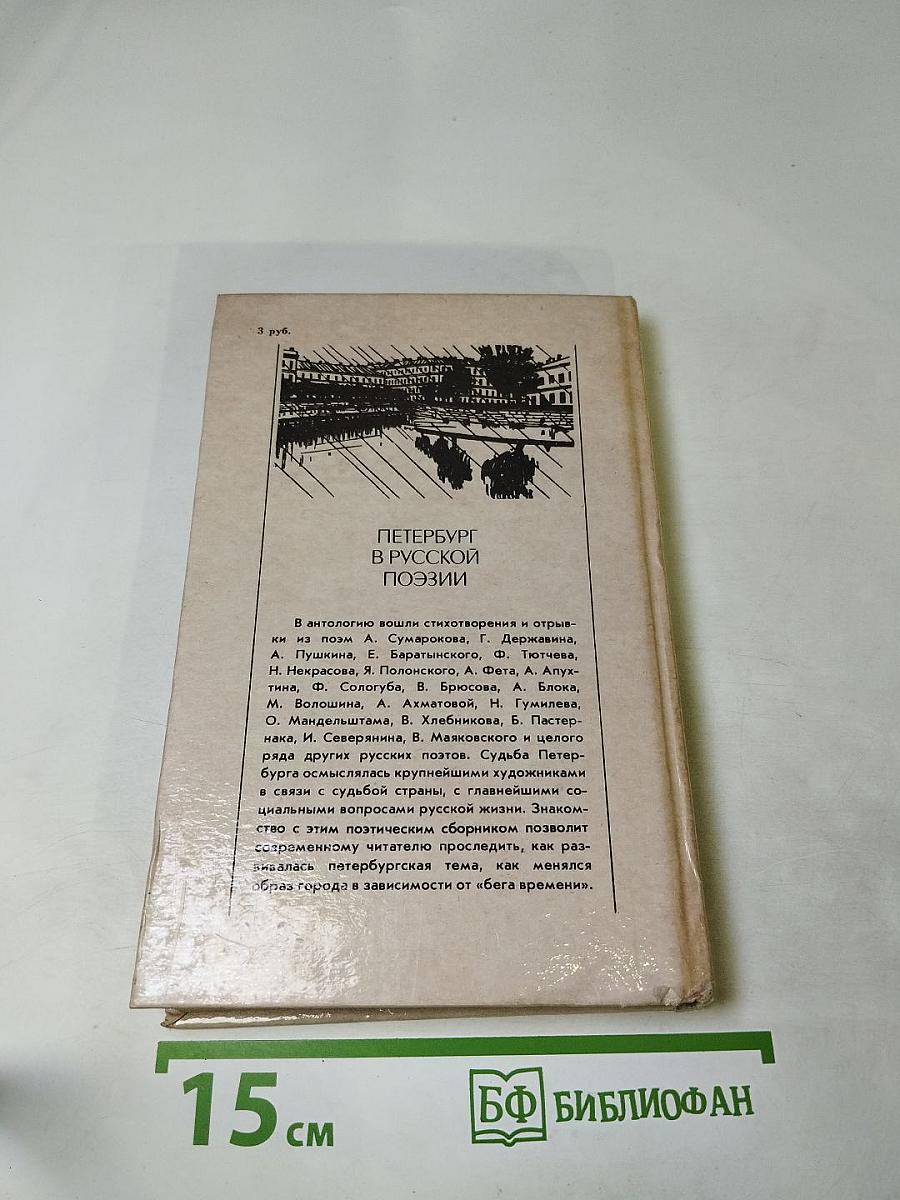 3 руб.
ПЕТЕРБУРГ
В РУССКОЙ
ПОЭЗИИ
В антологию вошли стихотворения и отрыв-
ки из поэм А. Сумарокова, Г. Державина,
А. Пушкина, Е. Баратынского, Ф. Тютчева,
Н. Некрасова, Я. Полонского, А. Фета, А. Апух-
тина, Ф. Сологуба, В. Брюсова, А. Блока,
М. Волошина, А. Ахматовой, Н. Гумилева,
О. Мандельштама, В. Хлебникова, Б. Пастер-
нака, И. Северянина, В. Маяковского и целого
ряда других русских поэтов. Судьба Петер-
бурга осмыслялась крупнейшими художниками
в связи с судьбой страны, с главнейшими со-
циальными вопросами русской жизни. Знаком-
ство с этим поэтическим сборником позволит
современному читателю проследить, как раз-
вивалась петербургская тема, как менялся
образ города в зависимости от «бега времени».
15 см
БФ БИБЛИОФАН